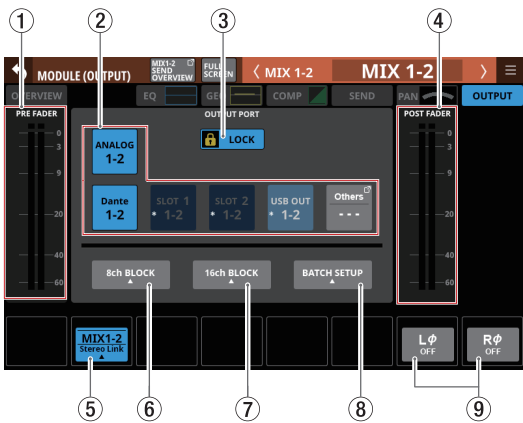 ① ② ③ ④
MODULE (OUTPUT)
MIX1-2
SEND
OVERVIEW
FULL
SCREEN
MIX 1-2
MIX 1-2
OVERVIEW
EQ
GEQ
COMP
SEND
PAN
OUTPUT
PRE FADER
OUTPUT PORT
POST FADER
LOCK
0
3
9
20
40
60
0
3
9
20
40
60
ANALOG
1-2
Dante
1-2
SLOT 1
* 1-2
SLOT 2
* 1-2
USB OUT
* 1-2
Others
---
8ch BLOCK
16ch BLOCK
BATCH SETUP
MIX1-2
Stereo Link
Lφ
OFF
Rφ
OFF
⑤ ⑥ ⑦ ⑧ ⑨